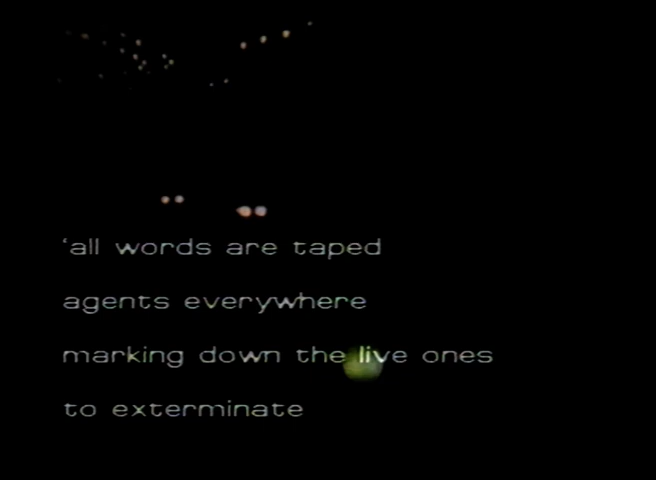 ‘all words are taped
agents everywhere
marking down the live ones
to exterminate